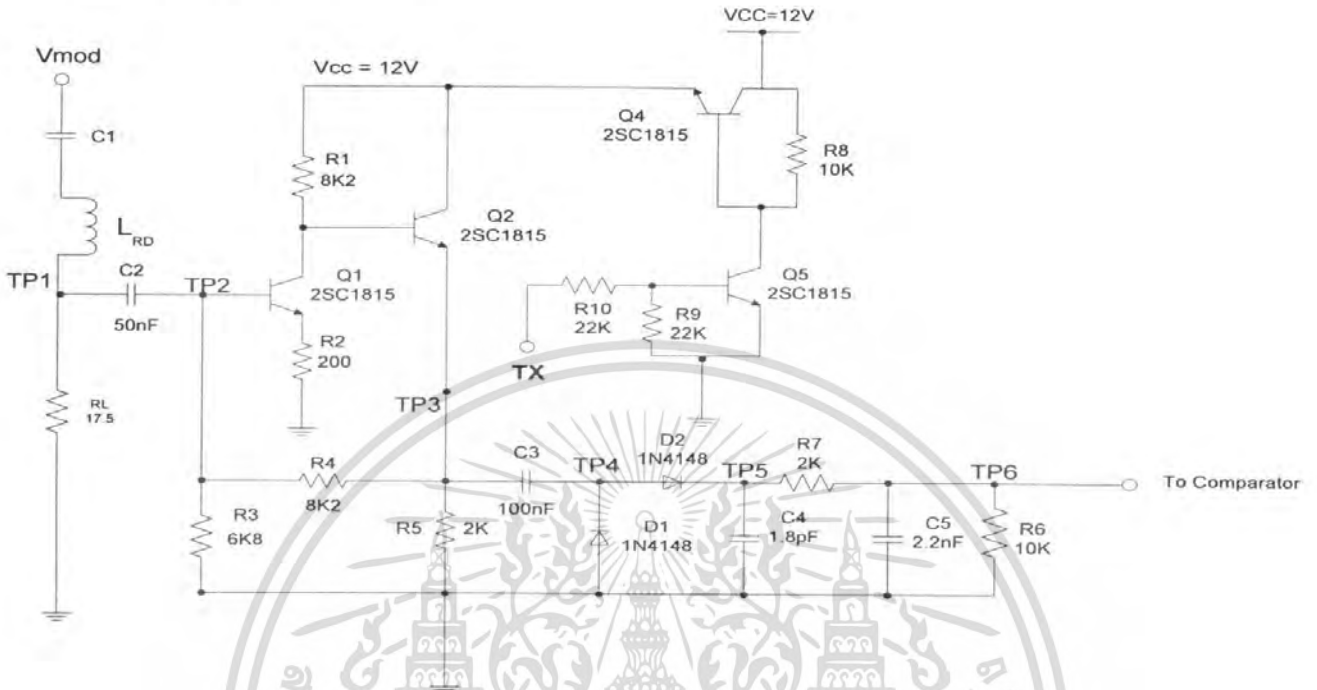 VCC=12V
Vmod
Vcc = 12V
C1
Q4
2SC1815
R8
10K
R1
8K2
LRD
Q2
2SC1815
TP1
C2
50nF
TP2
Q1
2SC1815
Q5
2SC1815
R10
22K
R9
22K
R2
200
TX
RL
17.5
TP3
R4
8K2
C3
100nF
TP4
D2
1N4148
TP5
R7
2K
TP6
To Comparator
R3
6K8
R5
2K
D1
1N4148
C4
1.8pF
C5
2.2nF
R6
10K